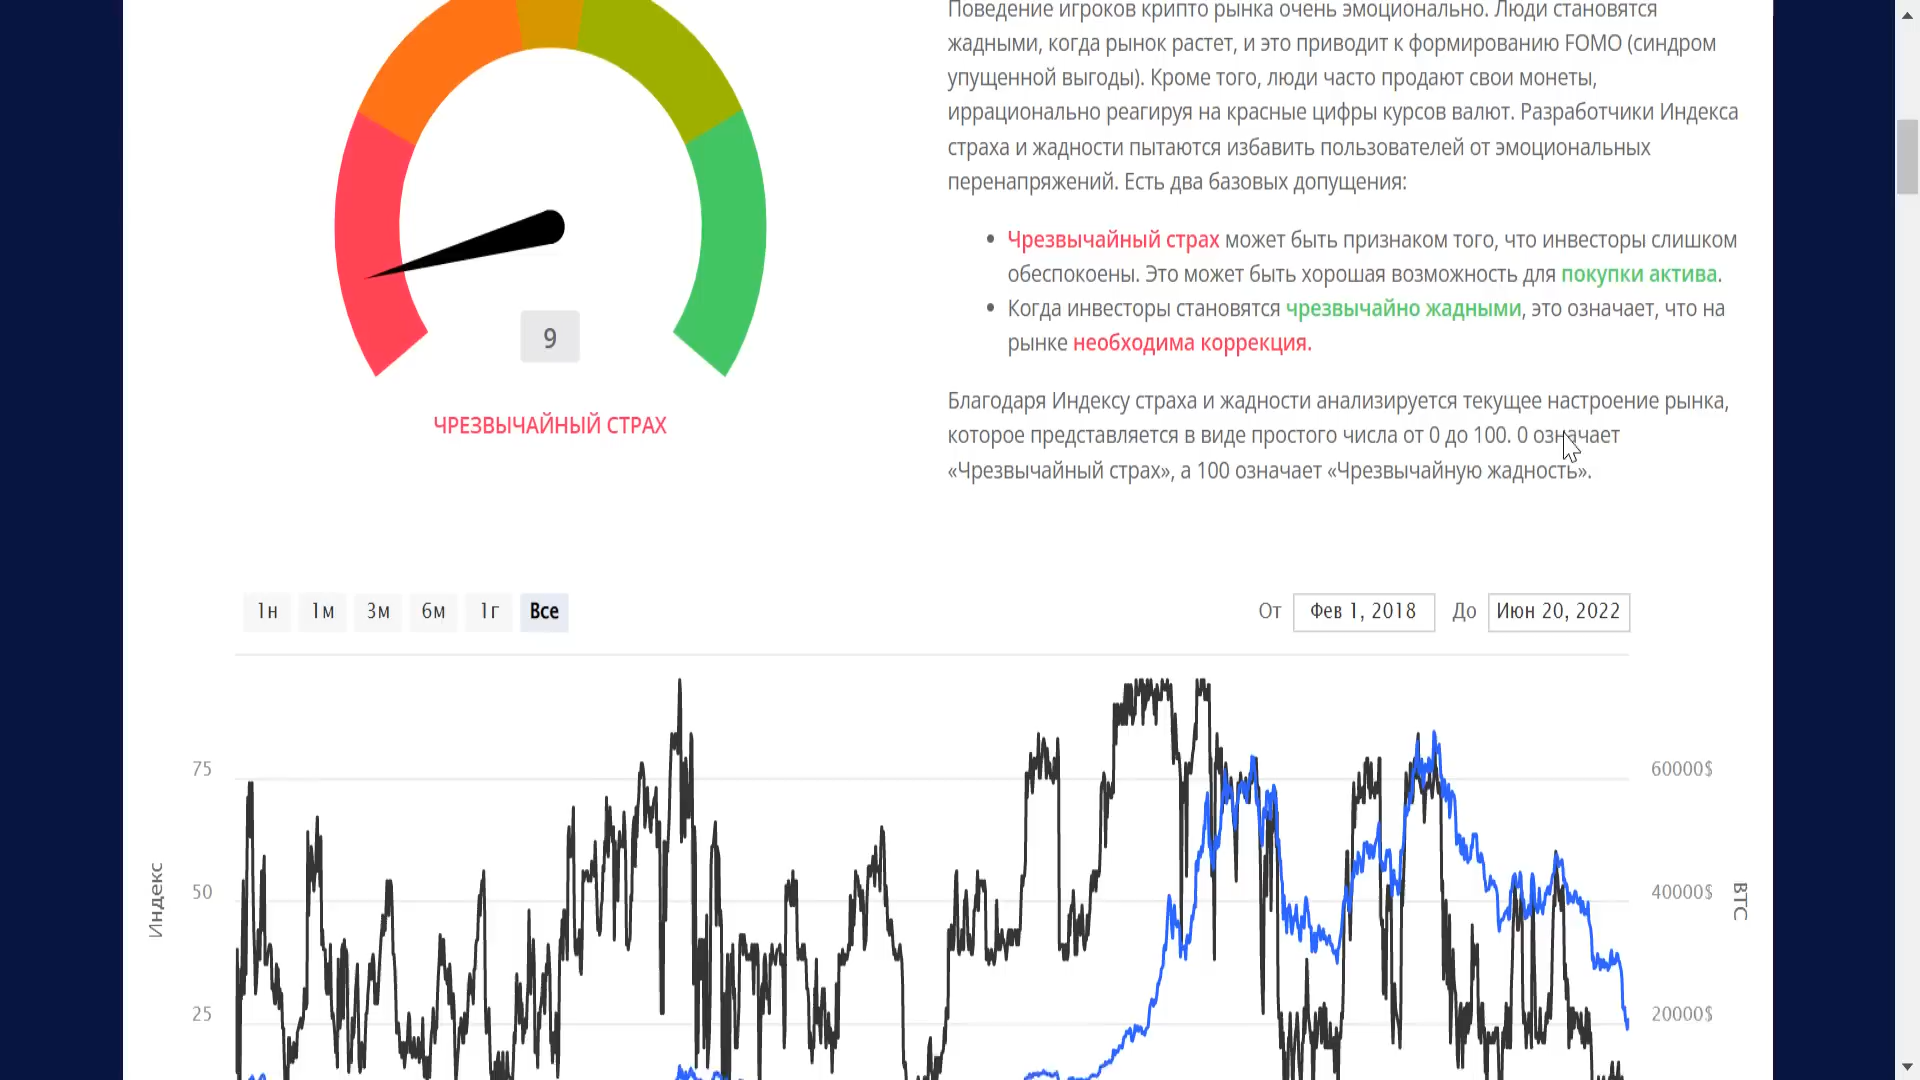 Поведение игроков крипто рынка очень эмоционально. Люди становятся
жадными, когда рынок растет, и это приводит к формированию FOMO (синдром
упущенной выгоды). Кроме того, люди часто продают свои монеты,
иррационально реагируя на красные цифры курсов валют. Разработчики Индекса
страха и жадности пытаются избавить пользователей от эмоциональных
перенапряжений. Есть два базовых допущения:
Чрезвычайный страх может быть признаком того, что инвесторы слишком
обеспокоены. Это может быть хорошая возможность для покупки актива.
Когда инвесторы становятся чрезвычайно жадными, это означает, что на
рынке необходима коррекция.
Благодаря Индексу страха и жадности анализируется текущее настроение рынка,
которое представляется в виде простого числа от 0 до 100. 0 означает
«Чрезвычайный страх», а 100 означает «Чрезвычайную жадность».
9
ЧРЕЗВЫЧАЙНЫЙ СТРАХ
1н 1м 3м 6м 1г Все
От Фев 1, 2018 До Июн 20, 2022
75 60000$
50 40000$
25 20000$
Индекс
BTC